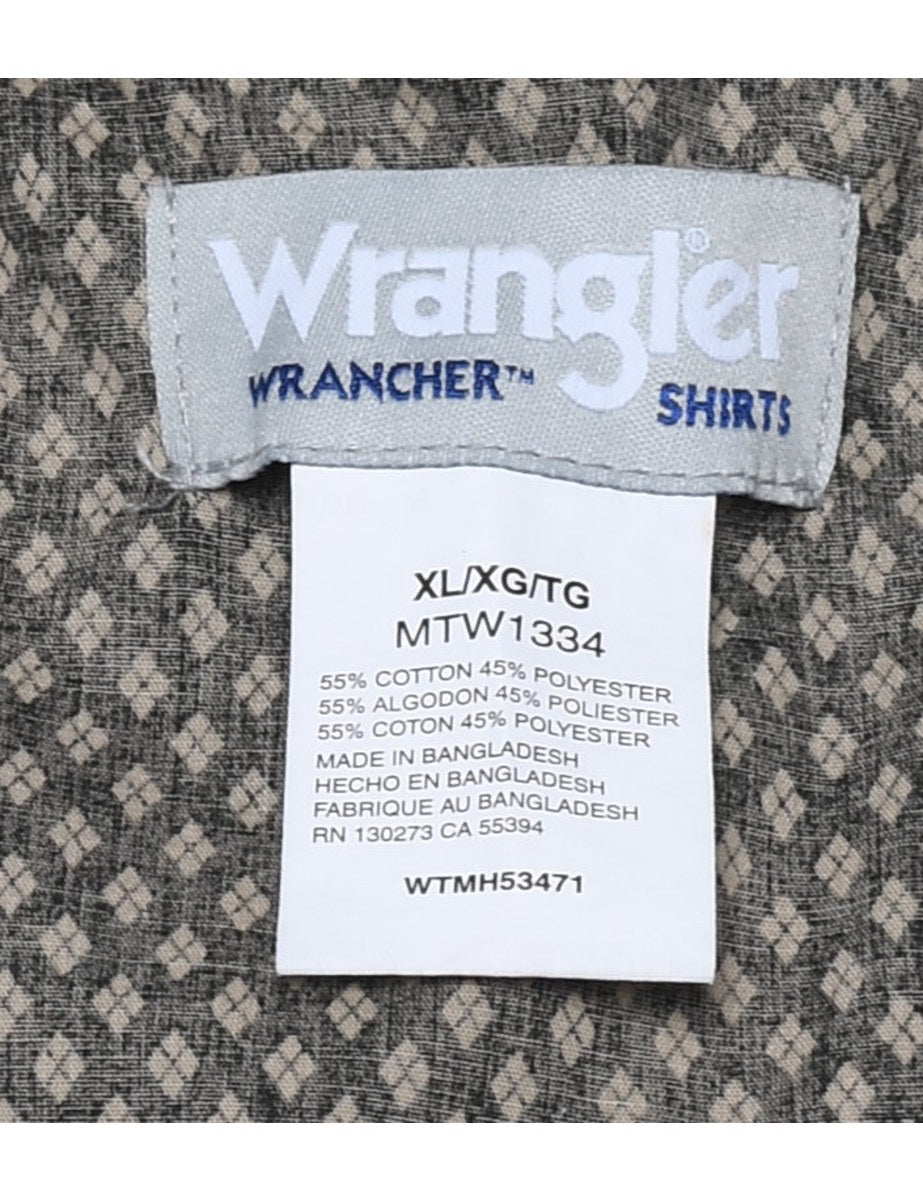 Wrangler®
WRANCHER™ SHIRTS
XL/XG/TG
MTW1334
55% COTTON 45% POLYESTER
55% ALGODON 45% POLIESTER
55% COTON 45% POLYESTER
MADE IN BANGLADESH
HECHO EN BANGLADESH
FABRIQUE AU BANGLADESH
RN 130273 CA 55394
WTMH53471